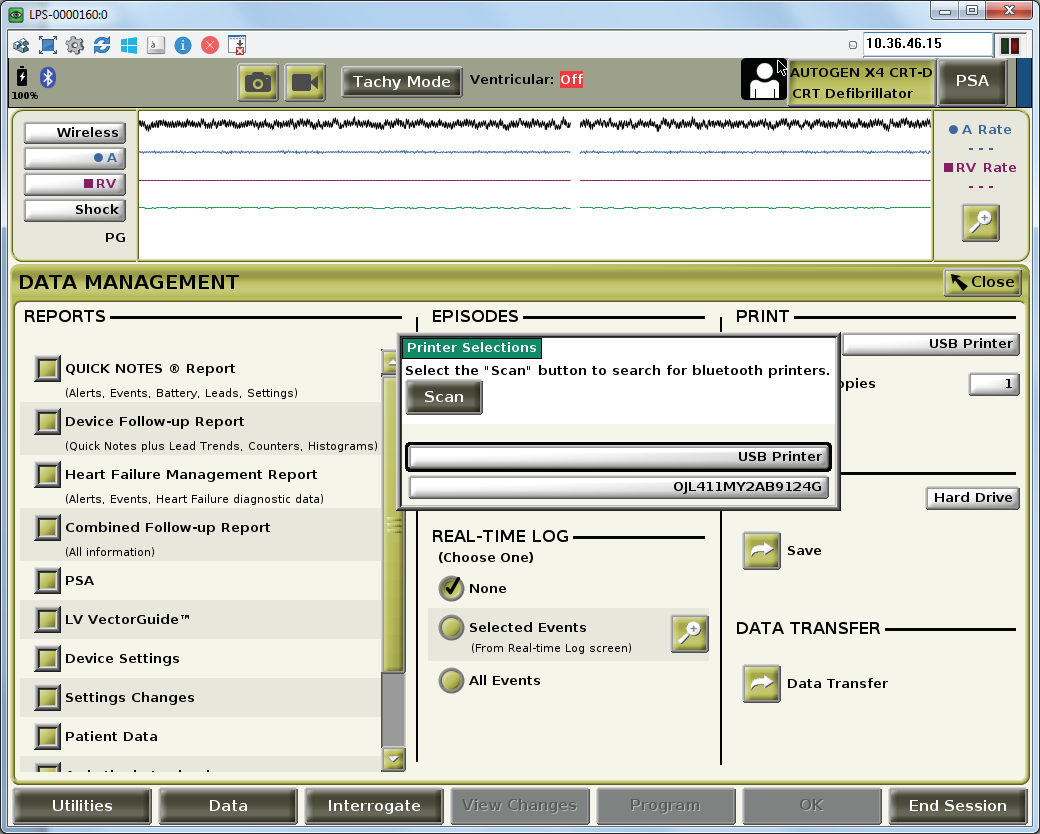 LPS-0000160:0
10.36.46.15
100%
Tachy Mode
Ventricular: Off
AUTOGEN X4 CRT-D
CRT Defibrillator
PSA
Wireless
A
RV
Shock
PG
A Rate
- - -
RV Rate
- - -
DATA MANAGEMENT
Close
REPORTS
QUICK NOTES ® Report
(Alerts, Events, Battery, Leads, Settings)
Device Follow-up Report
(Quick Notes plus Lead Trends, Counters, Histograms)
Heart Failure Management Report
(Alerts, Events, Heart Failure diagnostic data)
Combined Follow-up Report
(All information)
PSA
LV VectorGuide™
Device Settings
Settings Changes
Patient Data
EPISODES
Printer Selections
Select the "Scan" button to search for bluetooth printers.
Scan
USB Printer
OJL411MY2AB9124G
REAL-TIME LOG
(Choose One)
None
Selected Events
(From Real-time Log screen)
All Events
PRINT
USB Printer
opies
1
Hard Drive
Save
DATA TRANSFER
Data Transfer
Utilities
Data
Interrogate
View Changes
Program
OK
End Session